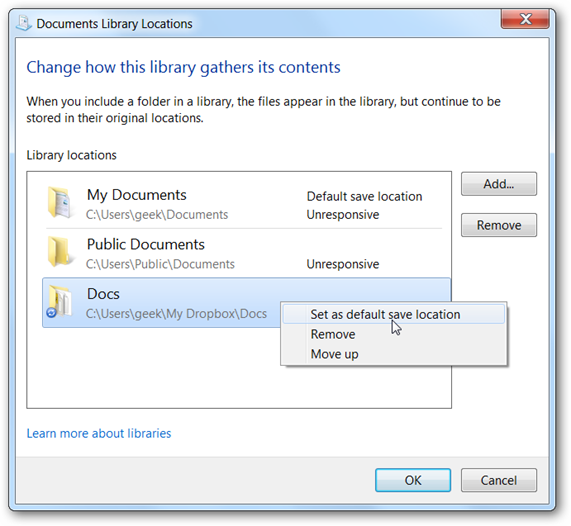 Documents Library Locations
Change how this library gathers its contents
When you include a folder in a library, the files appear in the library, but continue to be
stored in their original locations.
Library locations
My Documents Default save location
C:\Users\geek\Documents Unresponsive
Public Documents
C:\Users\Public\Documents Unresponsive
Docs
C:\Users\geek\My Dropbox\Docs
Set as default save location
Remove
Move up
Add...
Remove
Learn more about libraries
OK Cancel